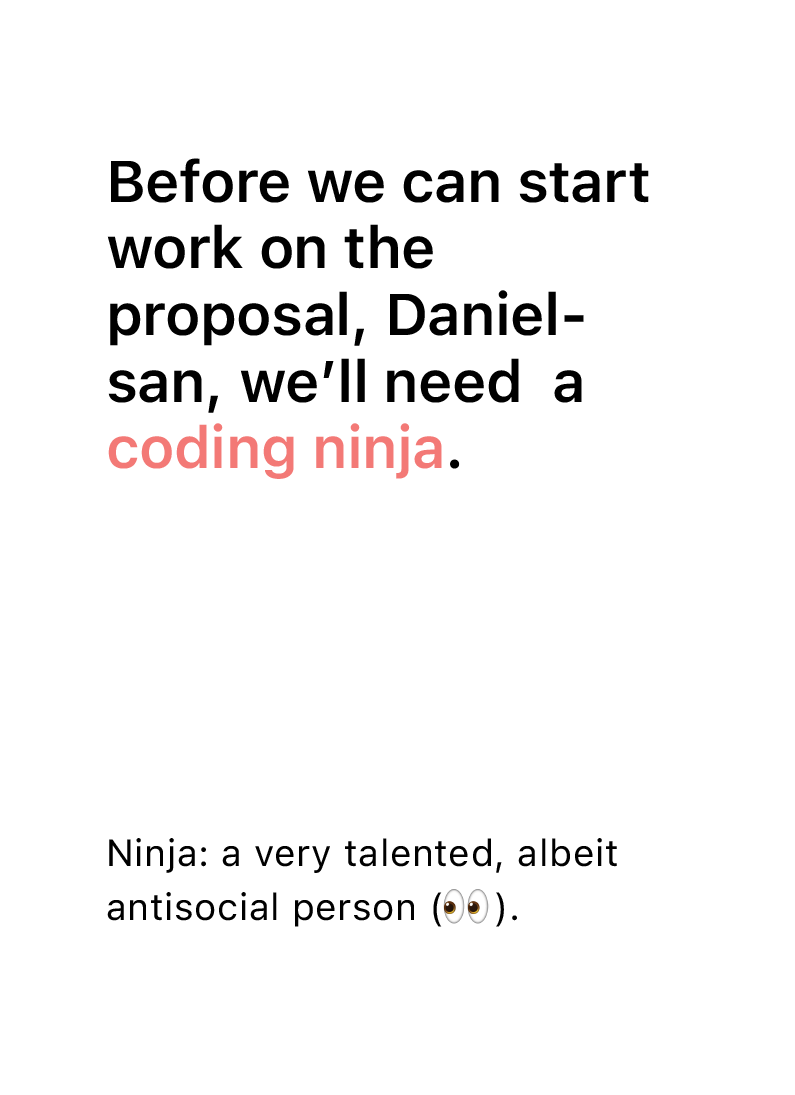 Before we can start
work on the
proposal, Daniel-
san, we’ll need  a
coding ninja.
Ninja: a very talented, albeit
antisocial person (👀).